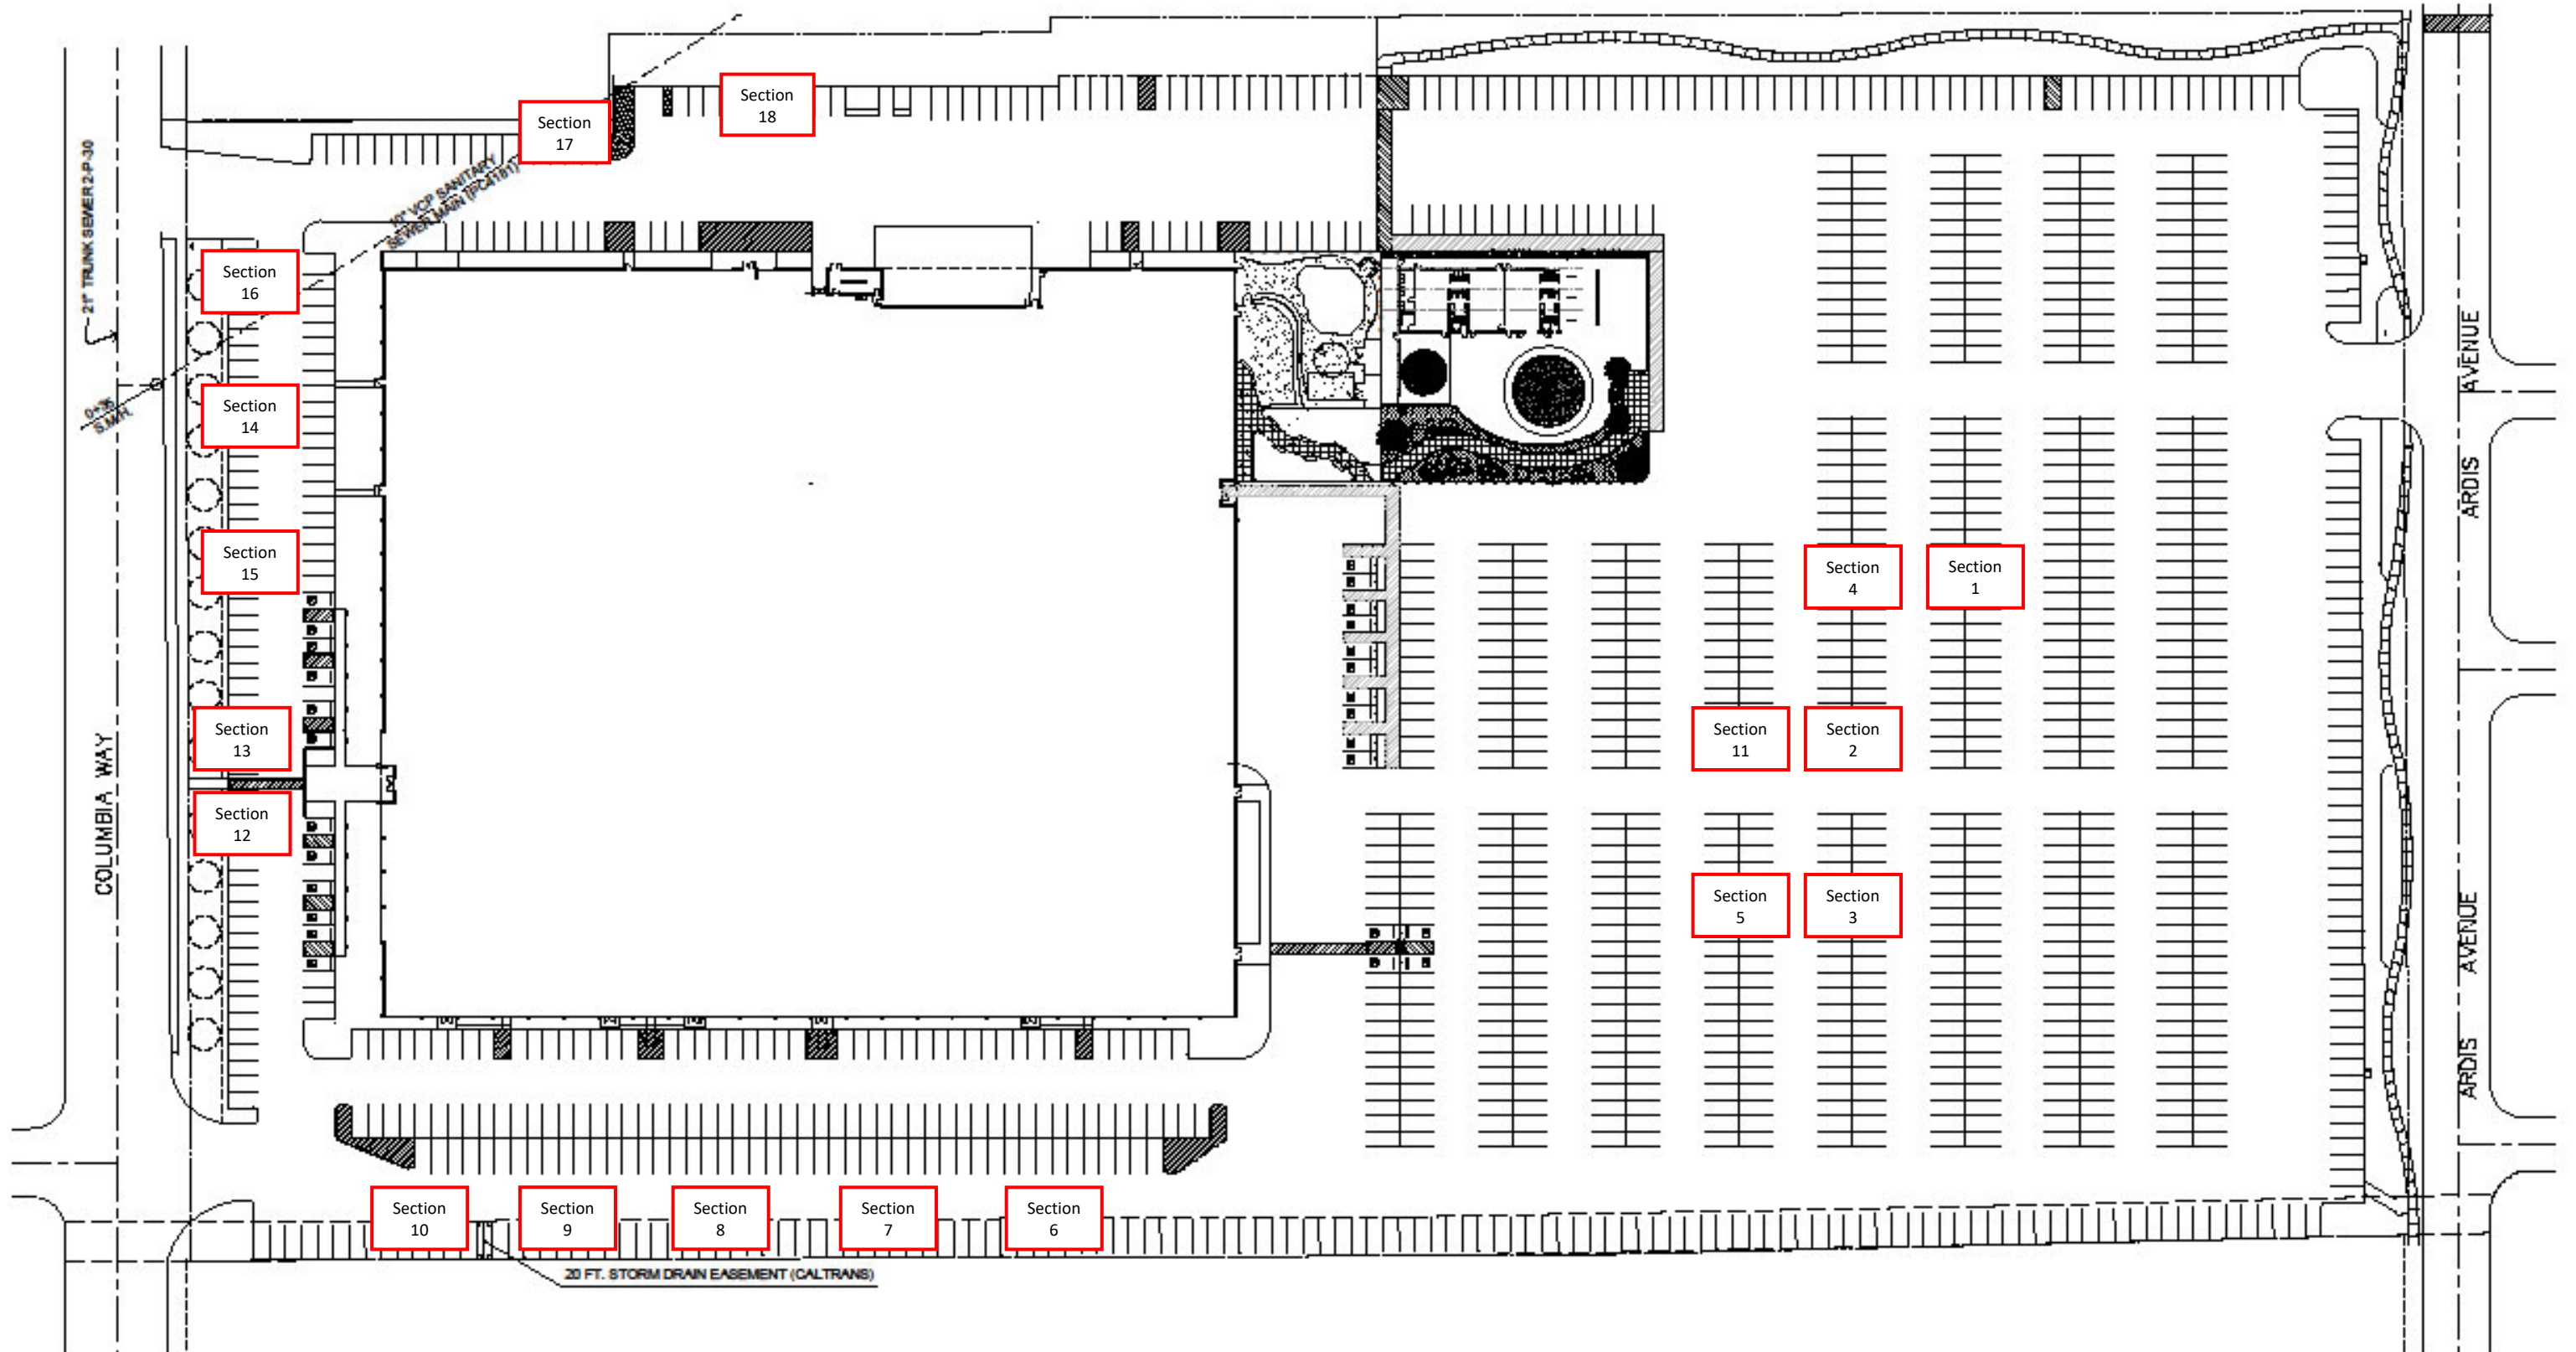 Section
18
Section
17
21" TRUNK SEWER 2-P-30
10" VCP SANITARY
SEWER MAIN (PC4181)
Section
16
0+35
S.M.H.
Section
14
Section
15
Section
4
Section
1
ARDIS AVENUE
Section
13
Section
11
Section
2
COLUMBIA WAY
Section
12
Section
5
Section
3
ARDIS AVENUE
Section
10
Section
9
Section
8
Section
7
Section
6
20 FT. STORM DRAIN EASEMENT (CALTRANS)